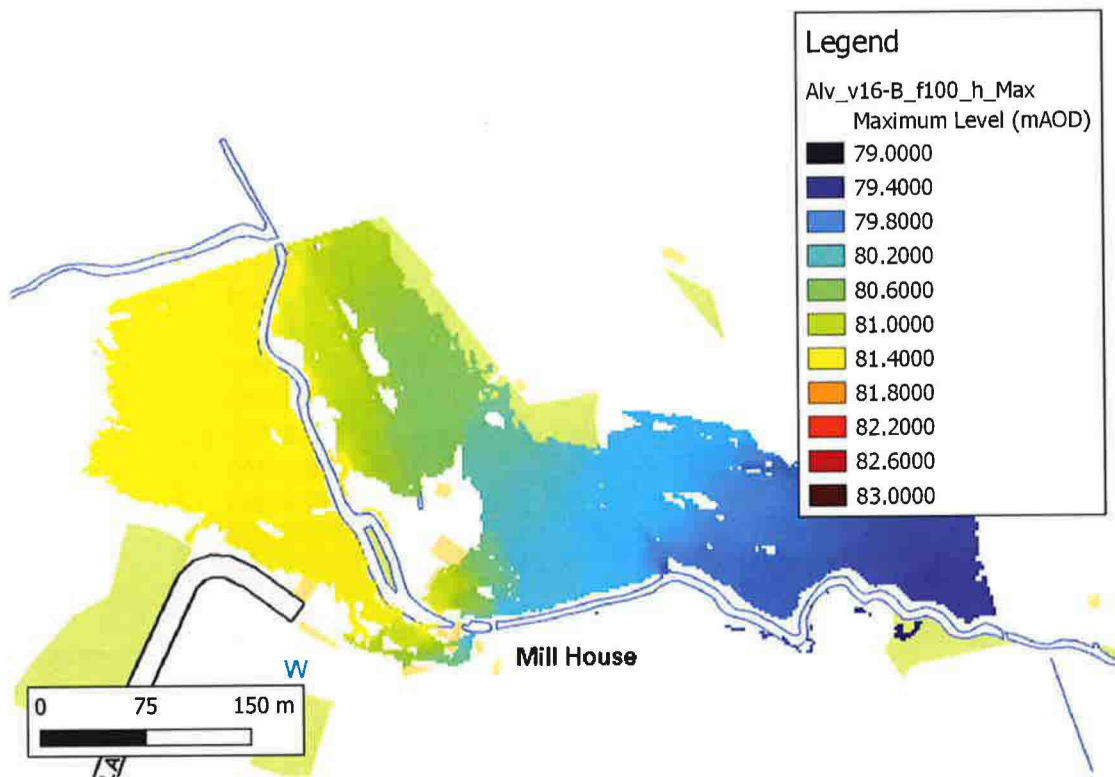 Legend
Alv_v16-B_f100_h_Max
Maximum Level (mAOD)
79.0000
79.4000
79.8000
80.2000
80.6000
81.0000
81.4000
81.8000
82.2000
82.6000
83.0000
Mill House
W
0 75 150 m